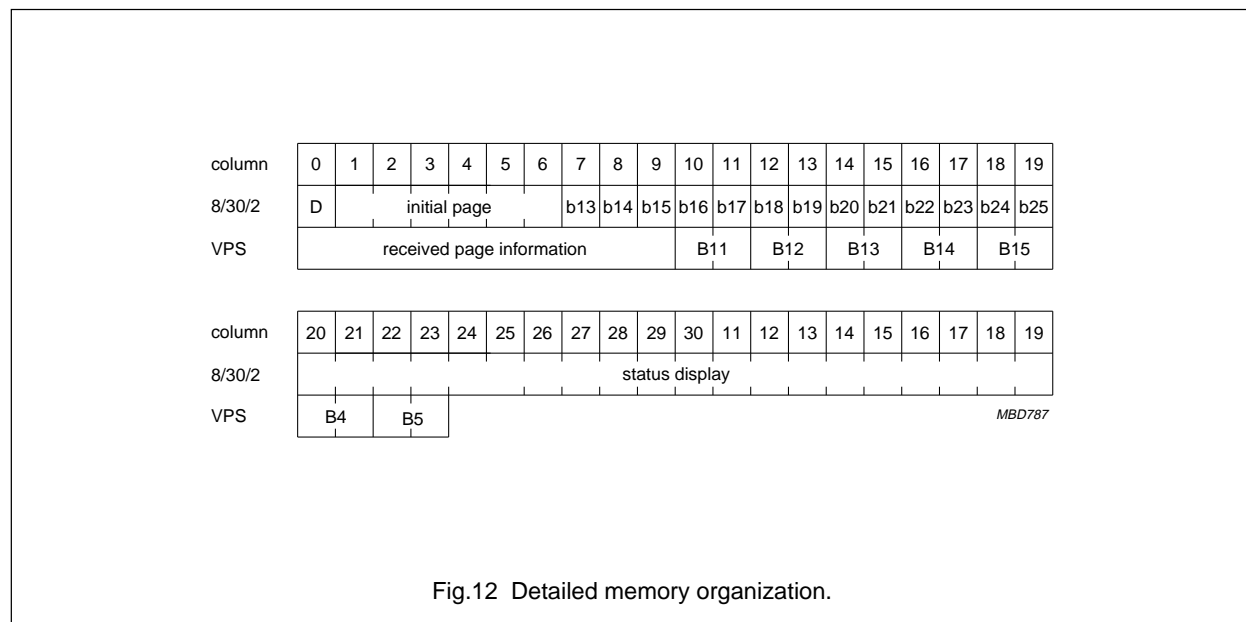 column 0 1 2 3 4 5 6 7 8 9 10 11 12 13 14 15 16 17 18 19
8/30/2 D initial page b13 b14 b15 b16 b17 b18 b19 b20 b21 b22 b23 b24 b25
VPS received page information B11 B12 B13 B14 B15
column 20 21 22 23 24 25 26 27 28 29 30 11 12 13 14 15 16 17 18 19
8/30/2 status display
VPS B4 B5 MBD787
Fig.12 Detailed memory organization.